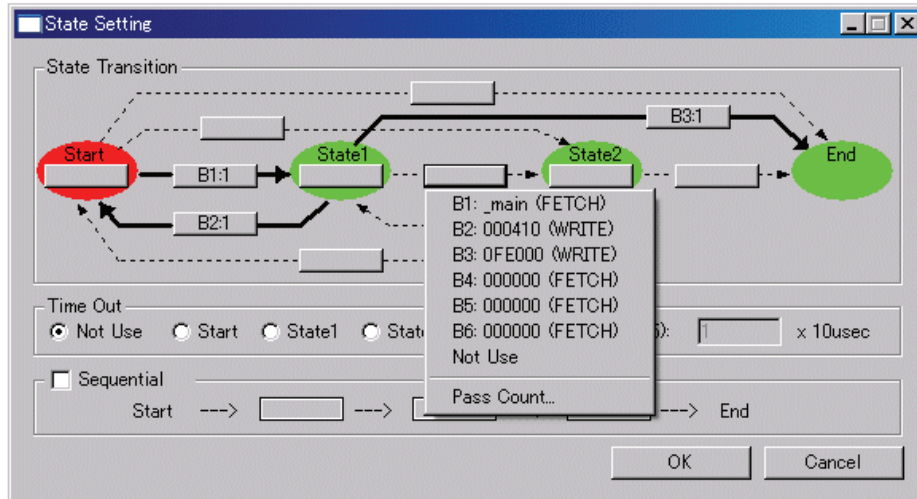 State Setting
State Transition
B3:1
Start
State1
State2
End
B1:1
B2:1
B1: _main (FETCH)
B2: 000410 (WRITE)
B3: 0FE000 (WRITE)
B4: 000000 (FETCH)
B5: 000000 (FETCH)
B6: 000000 (FETCH)
Not Use
Pass Count...
Time Out
Not Use Start State1 State 1 x 10usec
Sequential
Start ---> ---> ---> End
OK Cancel